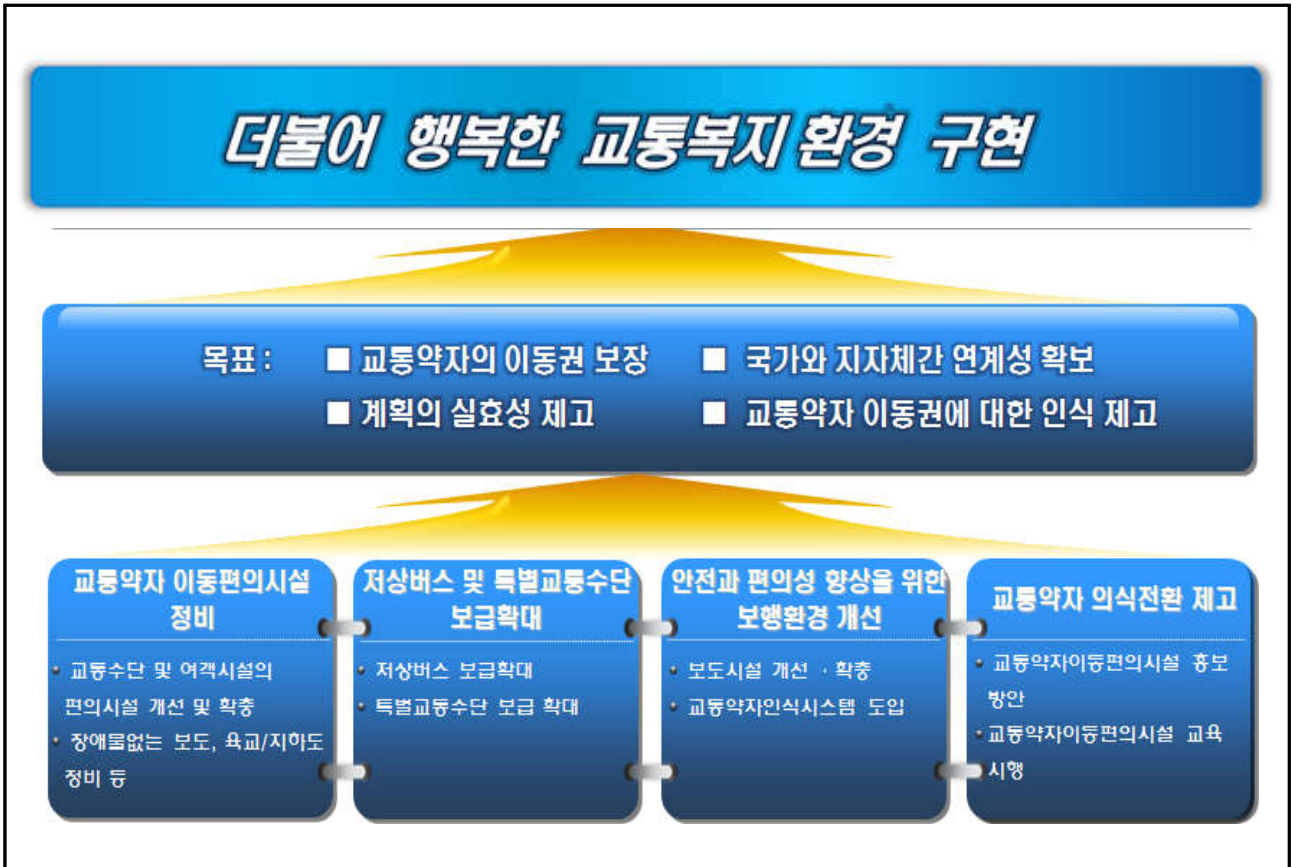 더불어 행복한 교통복지 환경 구현
목표 : ■ 교통약자의 이동권 보장 ■ 국가와 지자체간 연계성 확보
■ 계획의 실효성 제고 ■ 교통약자 이동권에 대한 인식 제고
교통약자 이동편의시설
정비
• 교통수단 및 여객시설의
편의시설 개선 및 확충
• 장애물없는 보도, 육교/지하도
정비 등
저상버스 및 특별교통수단
보급확대
• 저상버스 보급확대
• 특별교통수단 보급 확대
안전과 편의성 향상을 위한
보행환경 개선
• 보도시설 개선 · 확충
• 교통약자인식시스템 도입
교통약자 의식전환 제고
• 교통약자이동편의시설 홍보
방안
• 교통약자이동편의시설 교육
시행